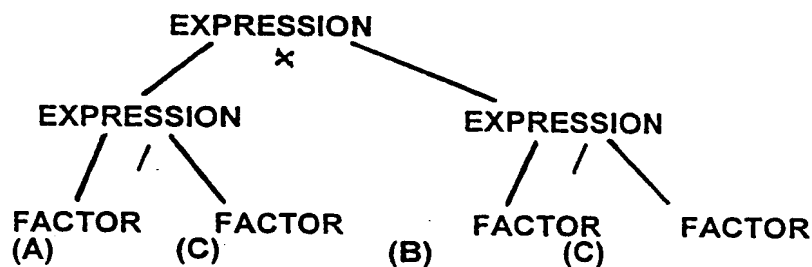 EXPRESSION
×
EXPRESSION EXPRESSION
/ /
FACTOR FACTOR FACTOR FACTOR
(A) (C) (B) (C)